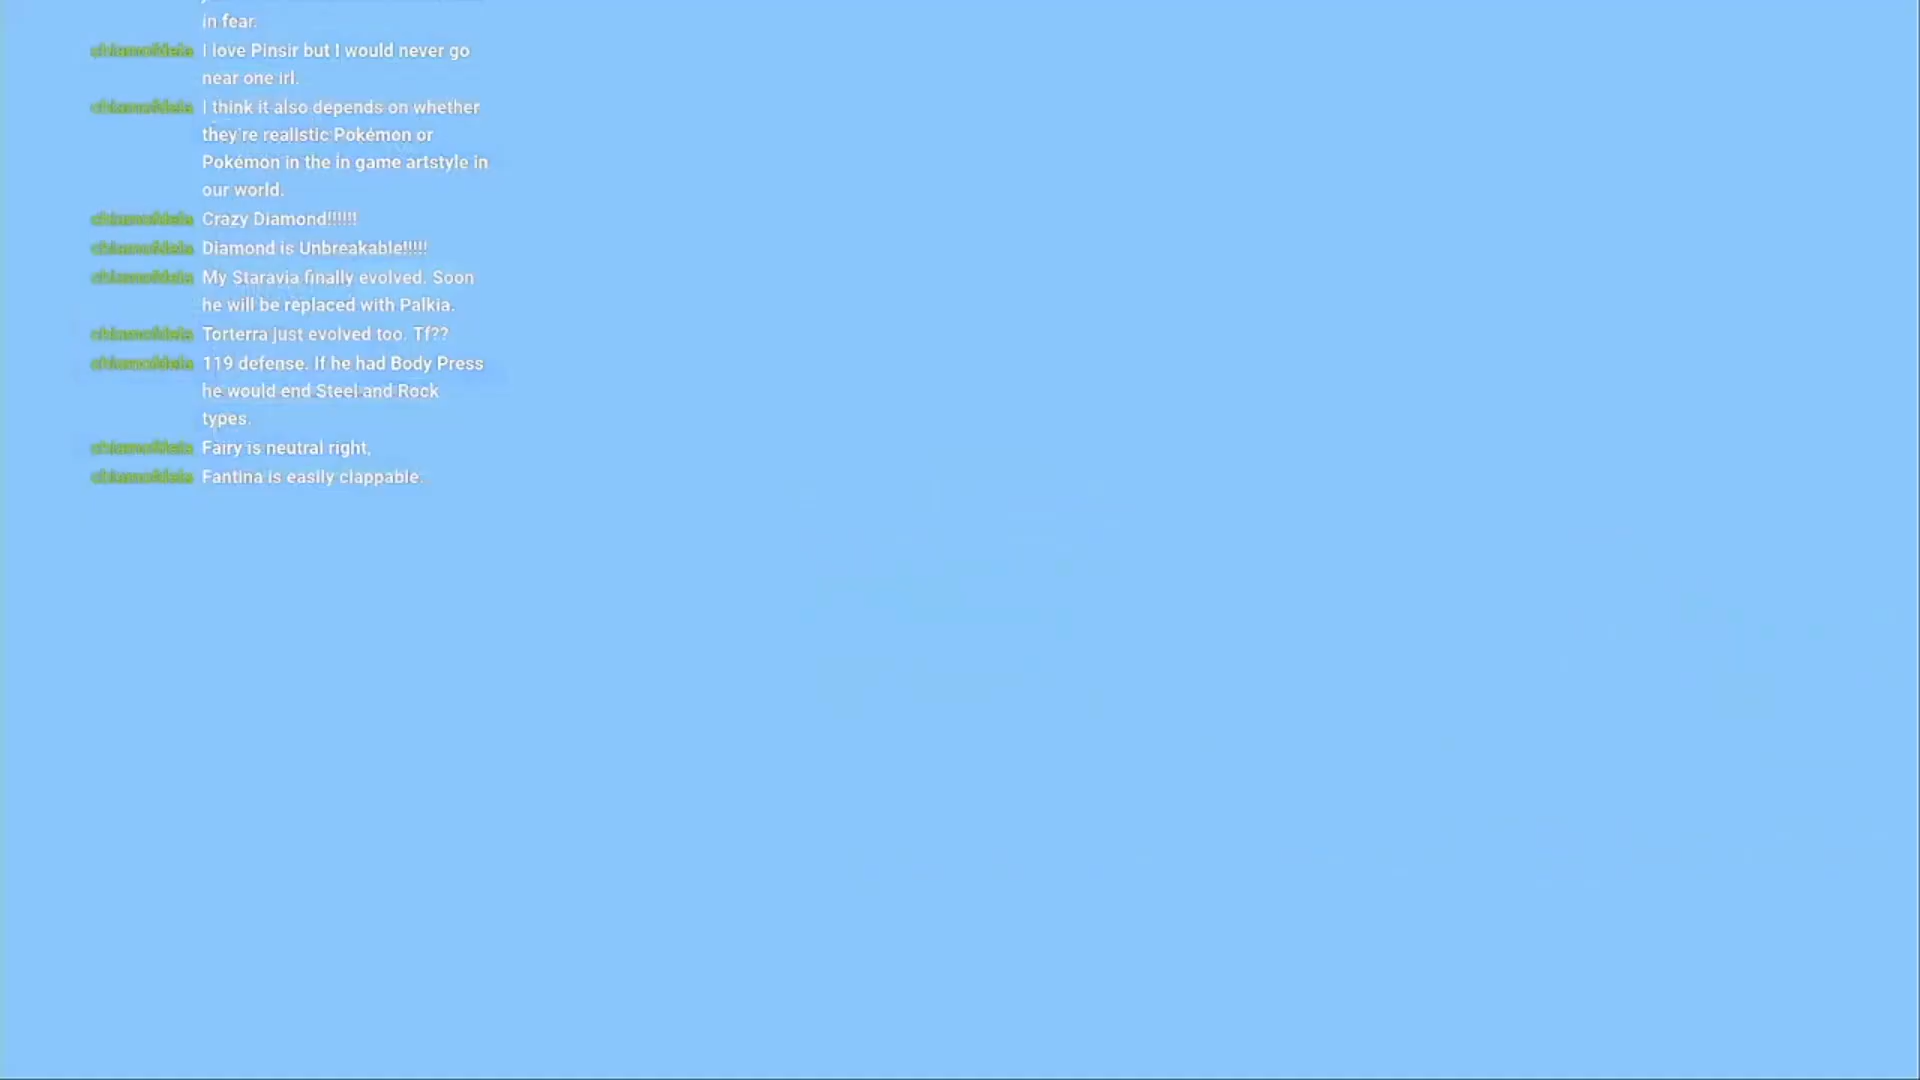 in fear.
I love Pinsir but I would never go
near one irl.
I think it also depends on whether
they're realistic Pokémon or
Pokémon in the in game artstyle in
our world.
Crazy Diamond!!!!!!
Diamond is Unbreakable!!!!!
My Staravia finally evolved. Soon
he will be replaced with Palkia.
Torterra just evolved too. Tf??
119 defense. If he had Body Press
he would end Steel and Rock
types.
Fairy is neutral right,
Fantina is easily clappable.